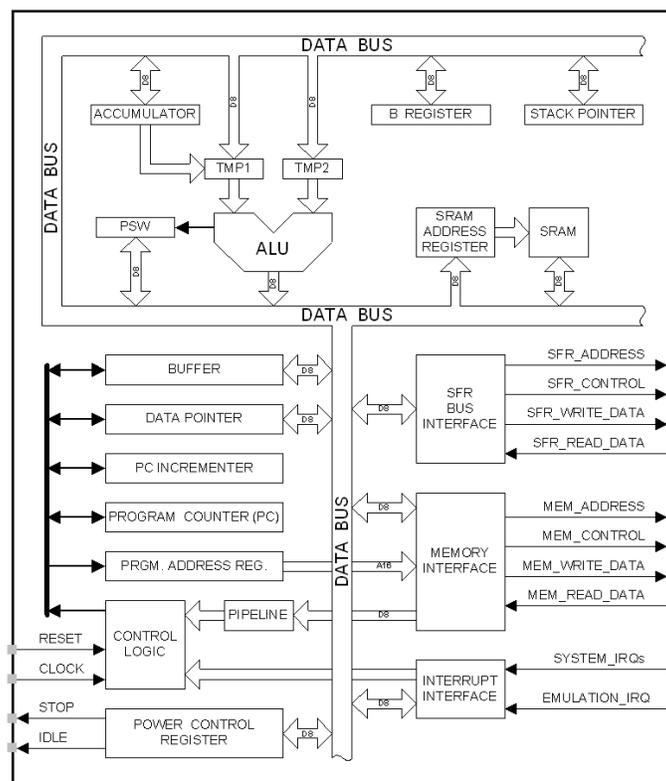 DATA BUS
D8
D8
D8
D8
D8
ACCUMULATOR
B REGISTER
STACK POINTER
DATA BUS
TMP1
TMP2
PSW
ALU
SRAM
ADDRESS
REGISTER
SRAM
D8
D8
D8
D8
DATA BUS
BUFFER
D8
DATA POINTER
D8
PC INCREMENTER
PROGRAM COUNTER (PC)
PRGM. ADDRESS REG.
A16
CONTROL
LOGIC
PIPELINE
D8
RESET
CLOCK
STOP
IDLE
POWER CONTROL
REGISTER
D8
DATA BUS
D8
SFR
BUS
INTERFACE
SFR_ADDRESS
SFR_CONTROL
SFR_WRITE_DATA
SFR_READ_DATA
D8
MEMORY
INTERFACE
MEM_ADDRESS
MEM_CONTROL
MEM_WRITE_DATA
MEM_READ_DATA
INTERRUPT
INTERFACE
D8
SYSTEM_IRQs
EMULATION_IRQ